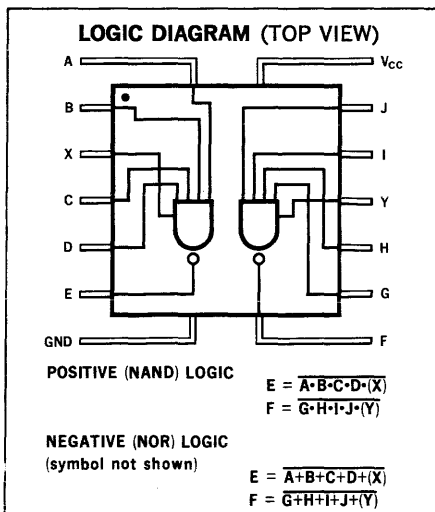 LOGIC DIAGRAM (TOP VIEW)
A
VCC
B
J
X
I
C
Y
D
H
E
G
GND
F
POSITIVE (NAND) LOGIC
E = A•B•C•D•(X)
F = G•H•I•J•(Y)
NEGATIVE (NOR) LOGIC
(symbol not shown)
E = A+B+C+D+(X)
F = G+H+I+J+(Y)